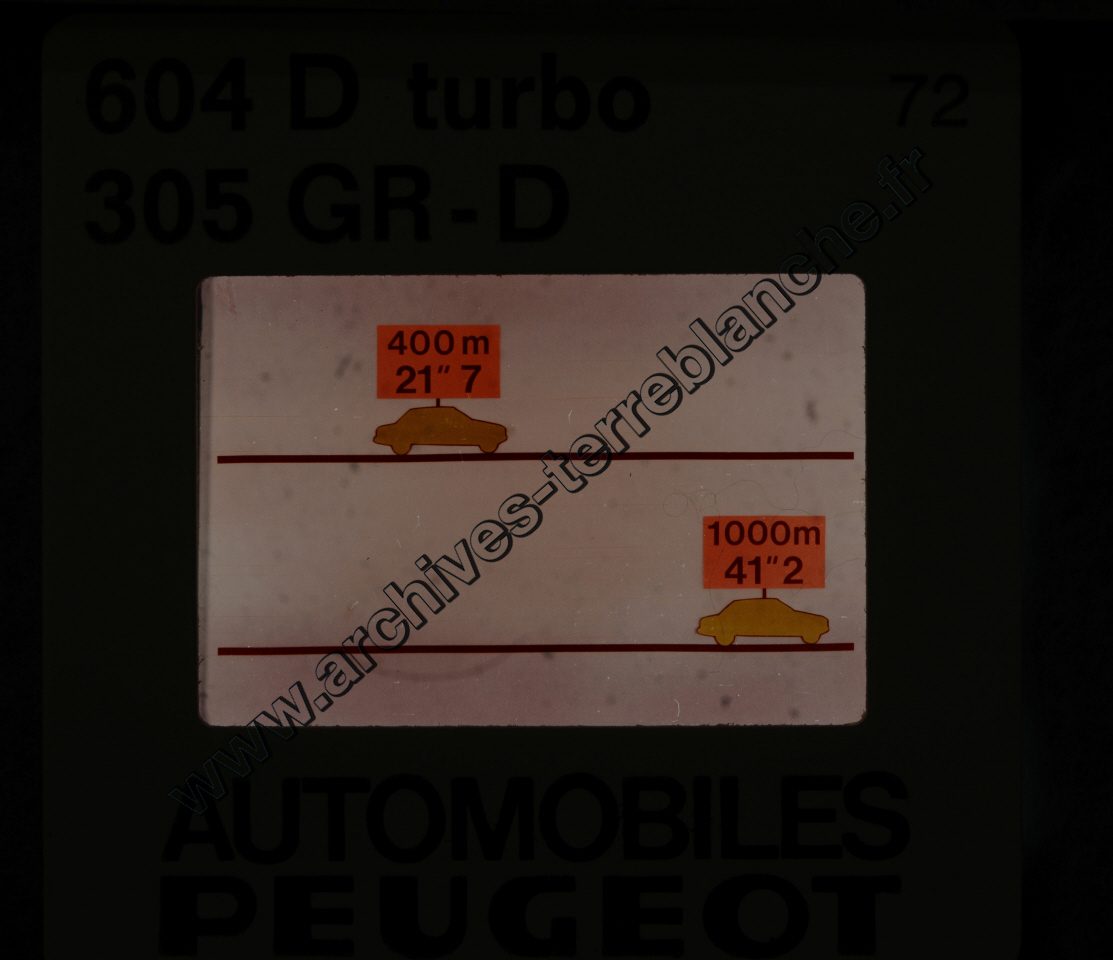 604 D turbo 72
305 GR-D
400 m
21" 7
1000m
41" 2
www.archives-terreblanche.fr
AUTOMOBILES
PEUGEOT